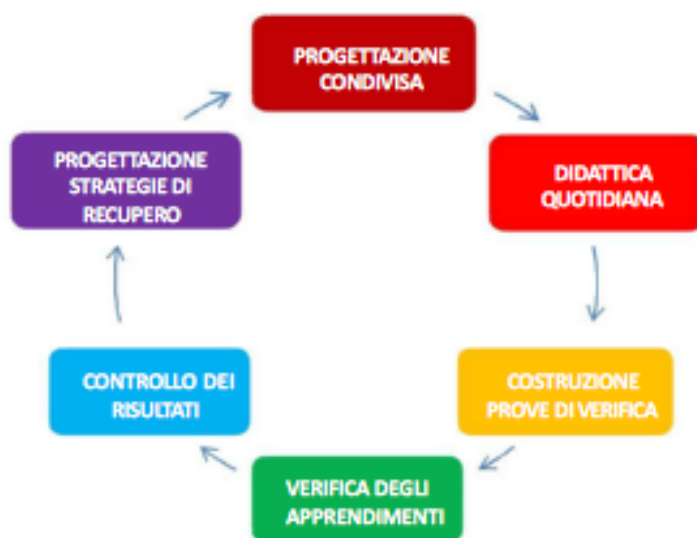 PROGETTAZIONE
CONDIVISA
DIDATTICA
QUOTIDIANA
COSTRUZIONE
PROVE DI VERIFICA
VERIFICA DEGLI
APPRENDIMENTI
CONTROLLO DEI
RISULTATI
PROGETTAZIONE
STRATEGIE DI
RECUPERO